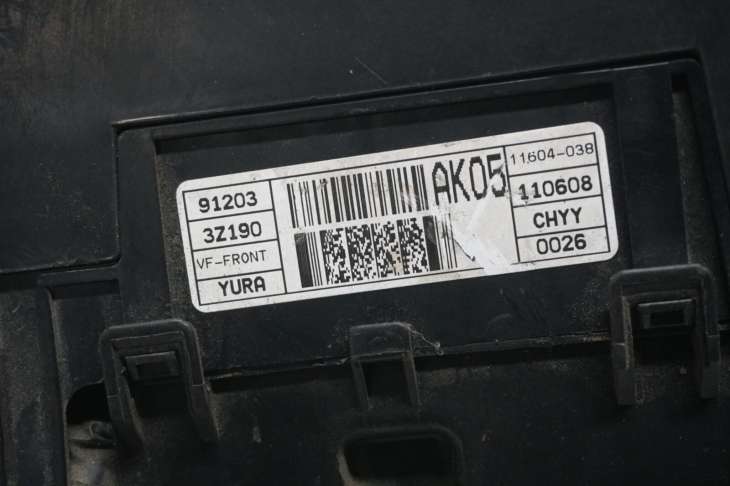 91203
3Z190
VF-FRONT
YURA
AK05
11604-038
110608
CHYY
0026